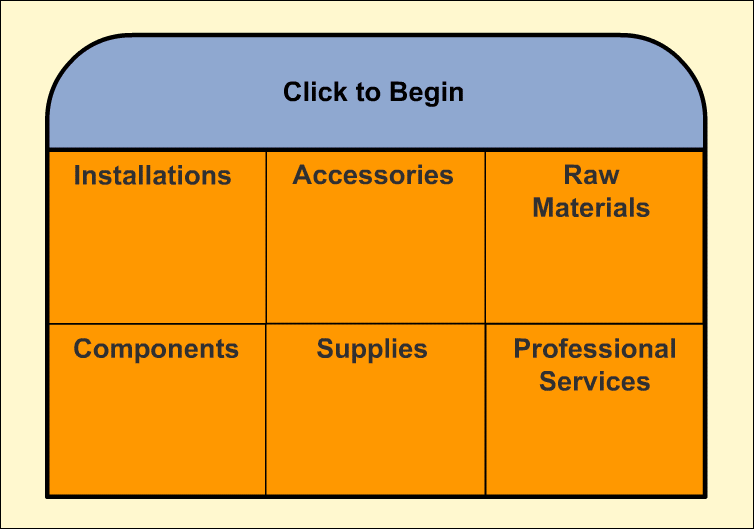 Click to Begin
Installations
Accessories
Raw
Materials
Components
Supplies
Professional
Services